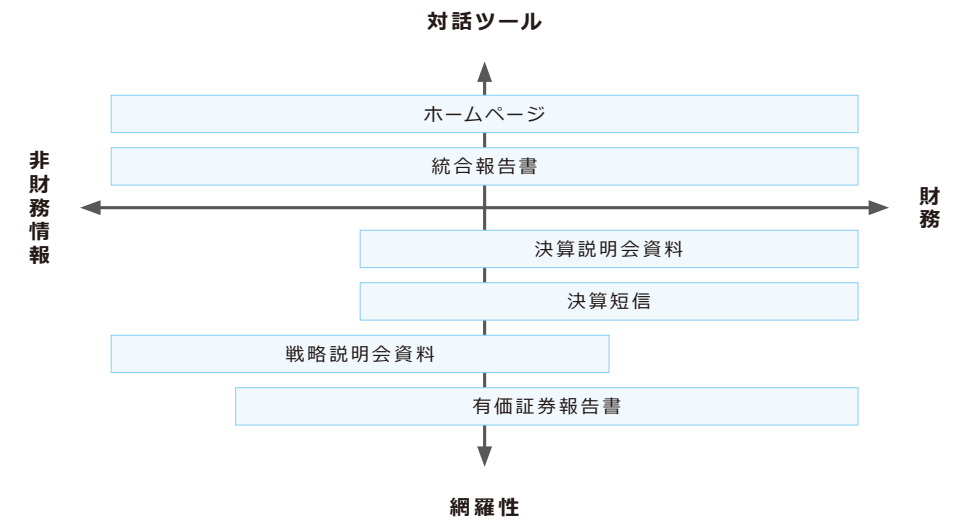 対話ツール
ホームページ
統合報告書
非財務情報
財務
決算説明会資料
決算短信
戦略説明会資料
有価証券報告書
網羅性